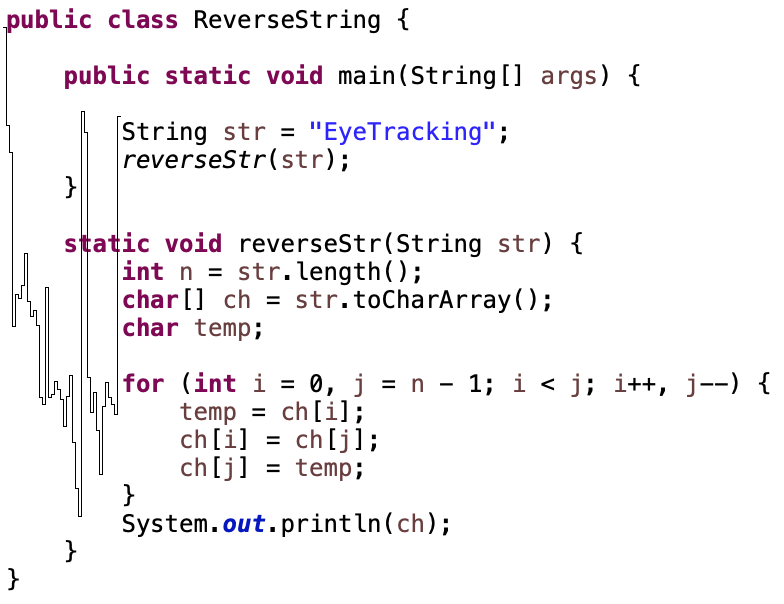 public class ReverseString {
public static void main(String[] args) {
String str = "EyeTracking";
reverseStr(str);
}
static void reverseStr(String str) {
int n = str.length();
char[] ch = str.toCharArray();
char temp;
for (int i = 0, j = n - 1; i < j; i++, j--) {
temp = ch[i];
ch[i] = ch[j];
ch[j] = temp;
}
System.out.println(ch);
}
}